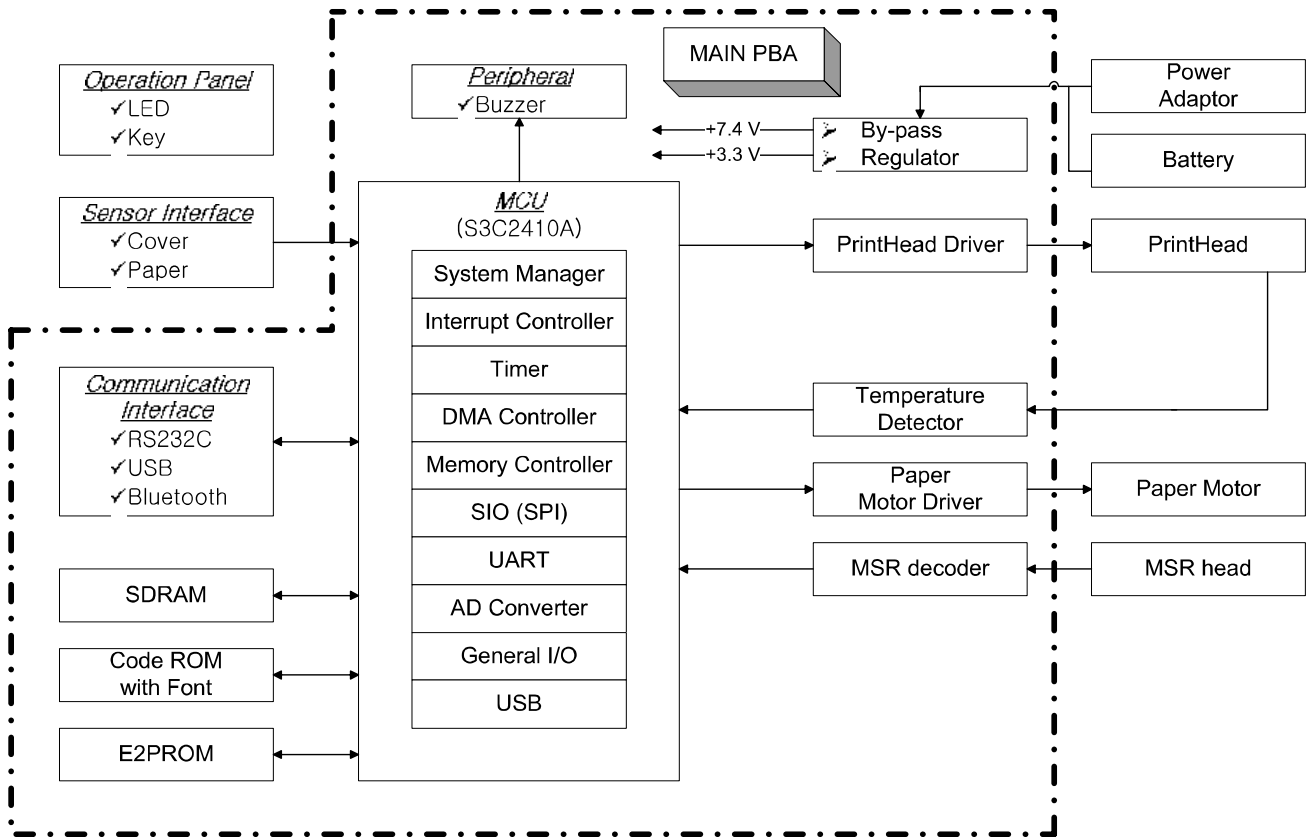 MAIN PBA
Operation Panel
✓LED
✓Key
Peripheral
✓Buzzer
Power
Adaptor
+7.4 V
+3.3 V
➢ By-pass
➢ Regulator
Battery
Sensor Interface
✓Cover
✓Paper
MCU
(S3C2410A)
System Manager
Interrupt Controller
Timer
DMA Controller
Memory Controller
SIO (SPI)
UART
AD Converter
General I/O
USB
PrintHead Driver
PrintHead
Communication
Interface
✓RS232C
✓USB
✓Bluetooth
Temperature
Detector
Paper
Motor Driver
Paper Motor
MSR decoder
MSR head
SDRAM
Code ROM
with Font
E2PROM